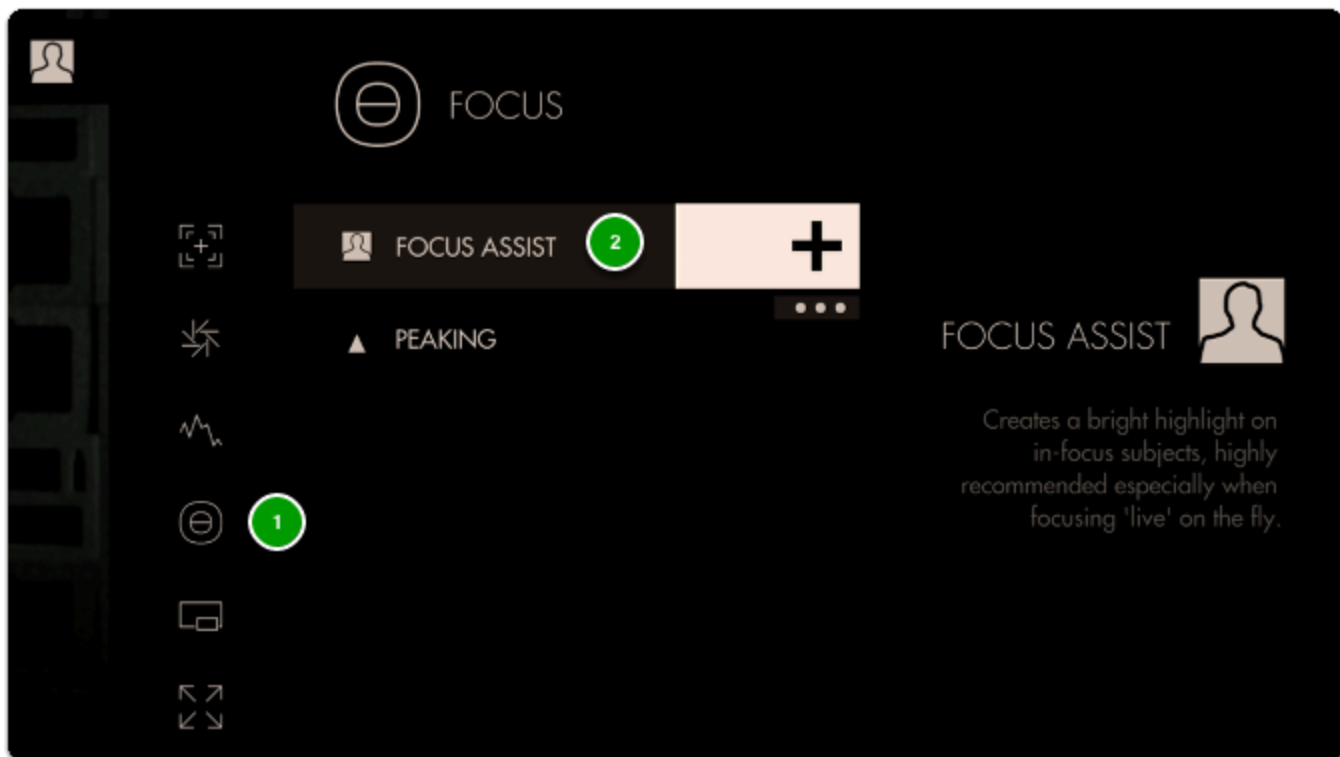 FOCUS
FOCUS ASSIST
2
PEAKING
1
FOCUS ASSIST
Creates a bright highlight on
in-focus subjects, highly
recommended especially when
focusing 'live' on the fly.